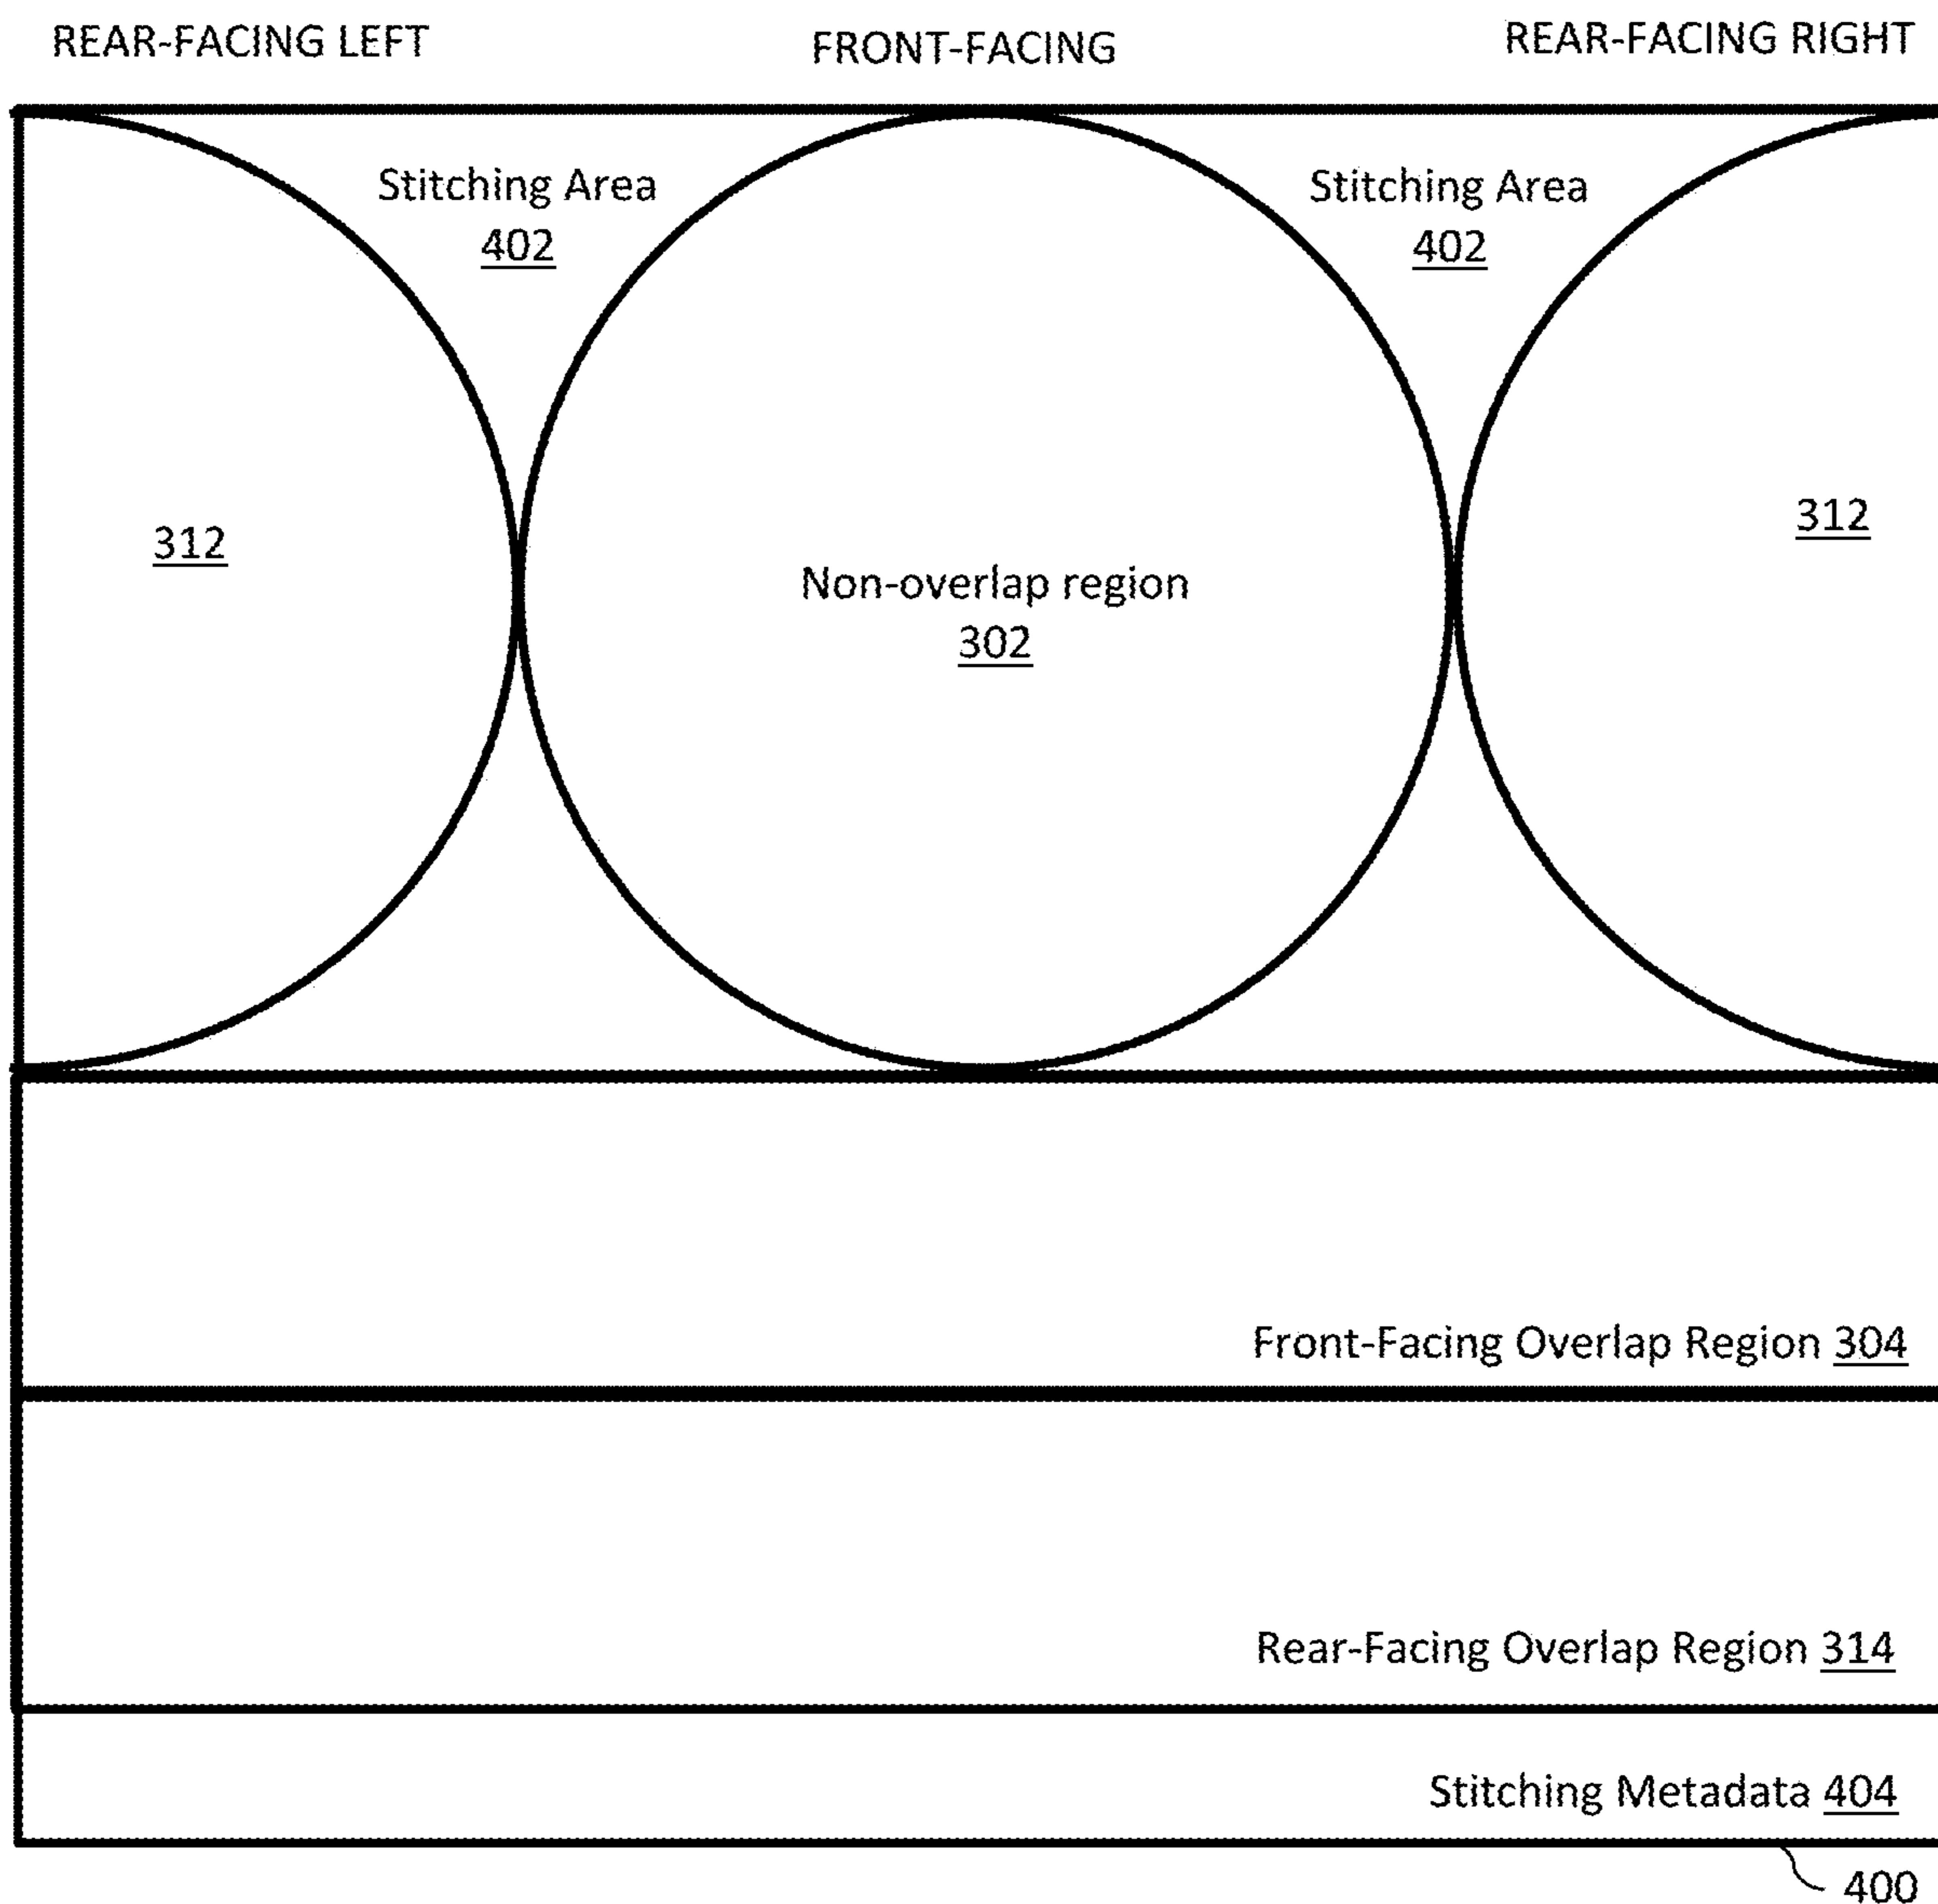 REAR-FACING LEFT
FRONT-FACING
REAR-FACING RIGHT
Stitching Area
402
Stitching Area
402
312
Non-overlap region
302
312
Front-Facing Overlap Region 304
Rear-Facing Overlap Region 314
Stitching Metadata 404
400